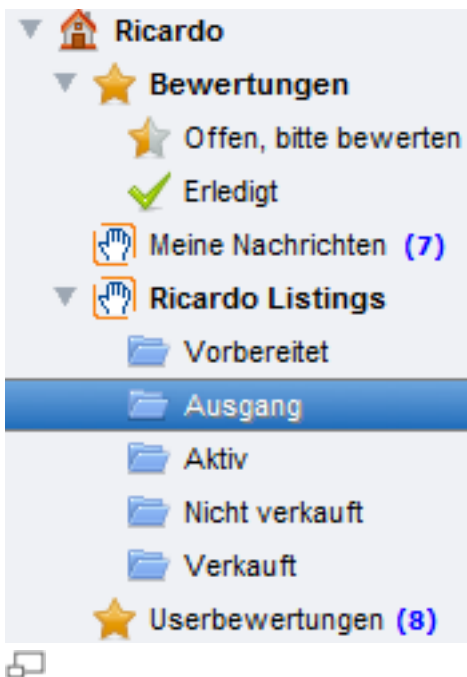 Ricardo
Bewertungen
Offen, bitte bewerten
Erledigt
Meine Nachrichten (7)
Ricardo Listings
Vorbereitet
Ausgang
Aktiv
Nicht verkauft
Verkauft
Userbewertungen (8)